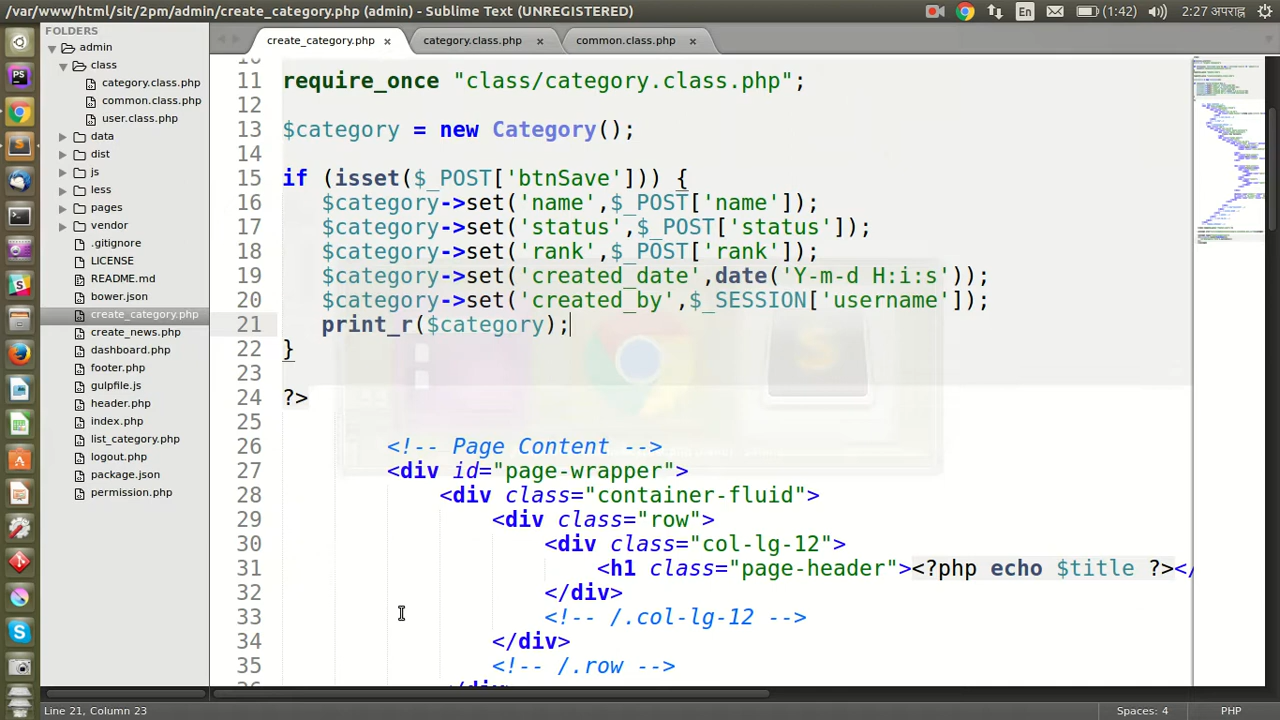 /var/www/html/sit/2pm/admin/create_category.php (admin) - Sublime Text (UNREGISTERED)
En
(1:42)
2:27 अपराह्न
FOLDERS
admin
class
category.class.php
common.class.php
user.class.php
data
dist
js
less
pages
vendor
.gitignore
LICENSE
README.md
bower.json
create_category.php
create_news.php
dashboard.php
footer.php
gulpfile.js
header.php
index.php
list_category.php
logout.php
package.json
permission.php
create_category.php
category.class.php
common.class.php
11 require_once "class/category.class.php";
12
13 $category = new Category();
14
15 if (isset($_POST['btnSave'])) {
16 $category->set('name',$_POST['name']);
17 $category->set('status',$_POST['status']);
18 $category->set('rank',$_POST['rank']);
19 $category->set('created_date',date('Y-m-d H:i:s'));
20 $category->set('created_by',$_SESSION['username']);
21 print_r($category);
22 }
23
24 ?>
25
26 <!-- Page Content -->
27 <div id="page-wrapper">
28 <div class="container-fluid">
29 <div class="row">
30 <div class="col-lg-12">
31 <h1 class="page-header"><?php echo $title ?></
32 </div>
33 <!-- /.col-lg-12 -->
34 </div>
35 <!-- /.row -->
Line 21, Column 23
Spaces: 4
PHP